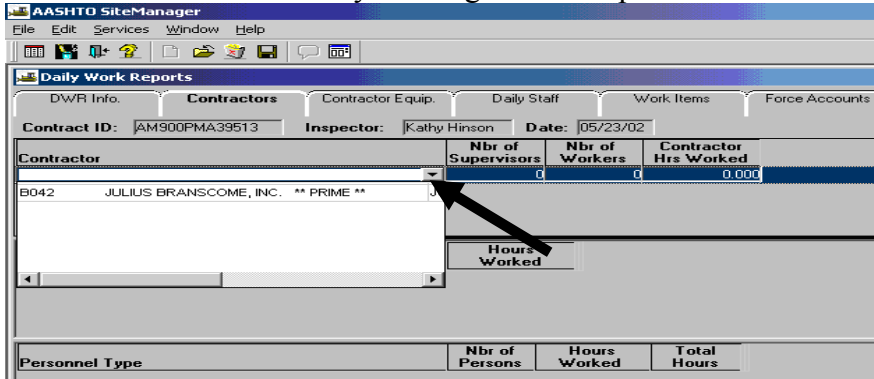 AASHTO SiteManager
File Edit Services Window Help
Daily Work Reports
DWR Info. Contractors Contractor Equip. Daily Staff Work Items Force Accounts
Contract ID: AM900PMA39513 Inspector: Kathy Hinson Date: 05/23/02
Contractor Nbr of Supervisors Nbr of Workers Contractor Hrs Worked
0 0 0.000
B042 JULIUS BRANSCOME, INC. ** PRIME ** J
Hours Worked
Personnel Type Nbr of Persons Hours Worked Total Hours